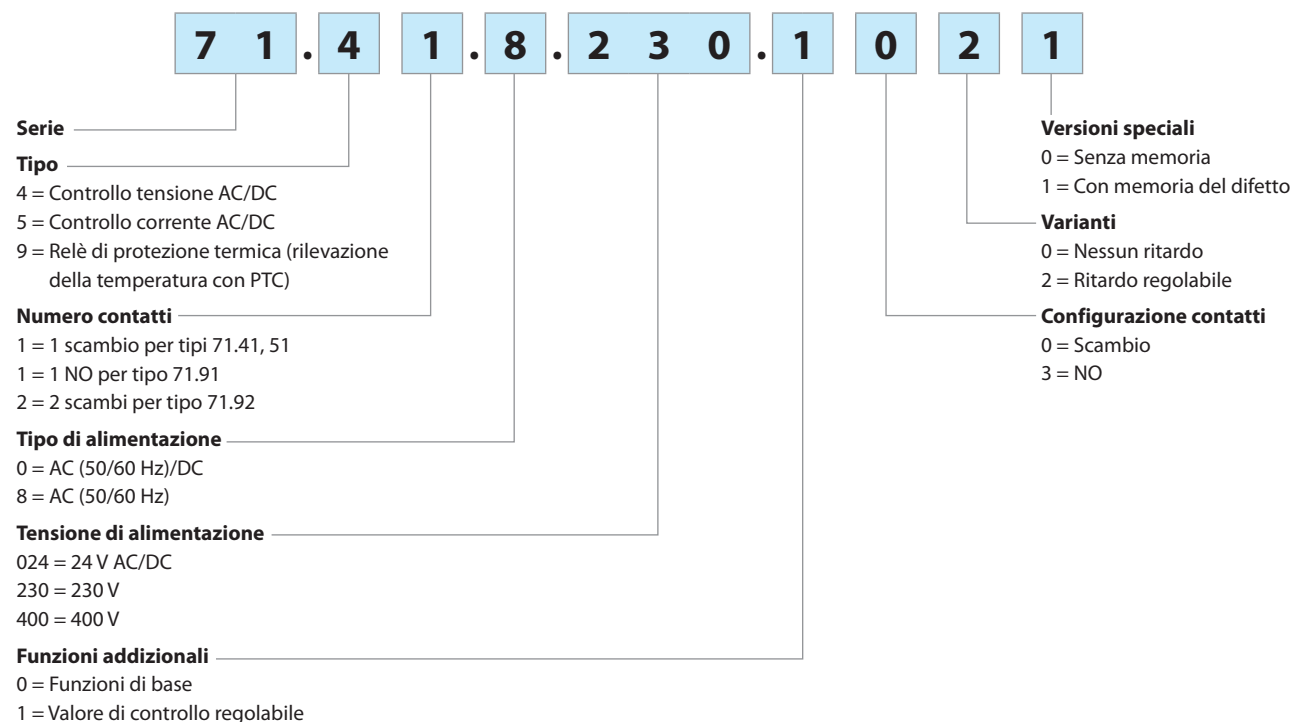 7 1 . 4 1 . 8 . 2 3 0 . 1 0 2 1
Serie
Tipo
4 = Controllo tensione AC/DC
5 = Controllo corrente AC/DC
9 = Relè di protezione termica (rilevazione
della temperatura con PTC)
Numero contatti
1 = 1 scambio per tipi 71.41, 51
1 = 1 NO per tipo 71.91
2 = 2 scambi per tipo 71.92
Tipo di alimentazione
0 = AC (50/60 Hz)/DC
8 = AC (50/60 Hz)
Tensione di alimentazione
024 = 24 V AC/DC
230 = 230 V
400 = 400 V
Funzioni addizionali
0 = Funzioni di base
1 = Valore di controllo regolabile
Versioni speciali
0 = Senza memoria
1 = Con memoria del difetto
Varianti
0 = Nessun ritardo
2 = Ritardo regolabile
Configurazione contatti
0 = Scambio
3 = NO